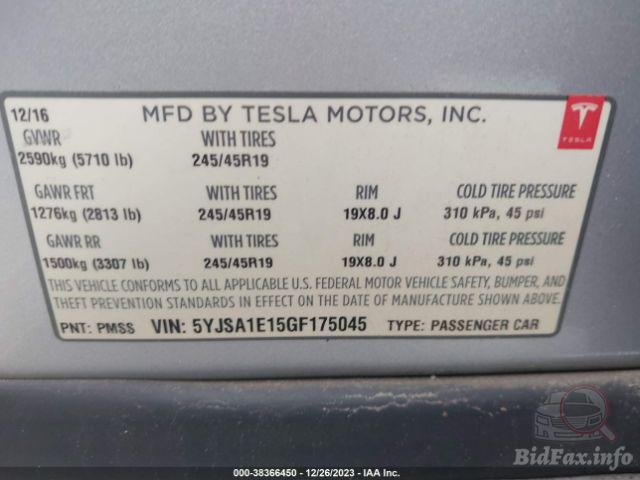 12/16 MFD BY TESLA MOTORS, INC.
TESLA
GVWR WITH TIRES
2590kg (5710 lb) 245/45R19
GAWR FRT WITH TIRES RIM COLD TIRE PRESSURE
1276kg (2813 lb) 245/45R19 19X8.0 J 310 kPa, 45 psi
GAWR RR WITH TIRES RIM COLD TIRE PRESSURE
1500kg (3307 lb) 245/45R19 19X8.0 J 310 kPa, 45 psi
THIS VEHICLE CONFORMS TO ALL APPLICABLE U.S. FEDERAL MOTOR VEHICLE SAFETY, BUMPER, AND
THEFT PREVENTION STANDARDS IN EFFECT ON THE DATE OF MANUFACTURE SHOWN ABOVE.
PNT: PMSS VIN: 5YJSA1E15GF175045 TYPE: PASSENGER CAR
BidFax.info
000-38366450 - 12/26/2023 - IAA Inc.